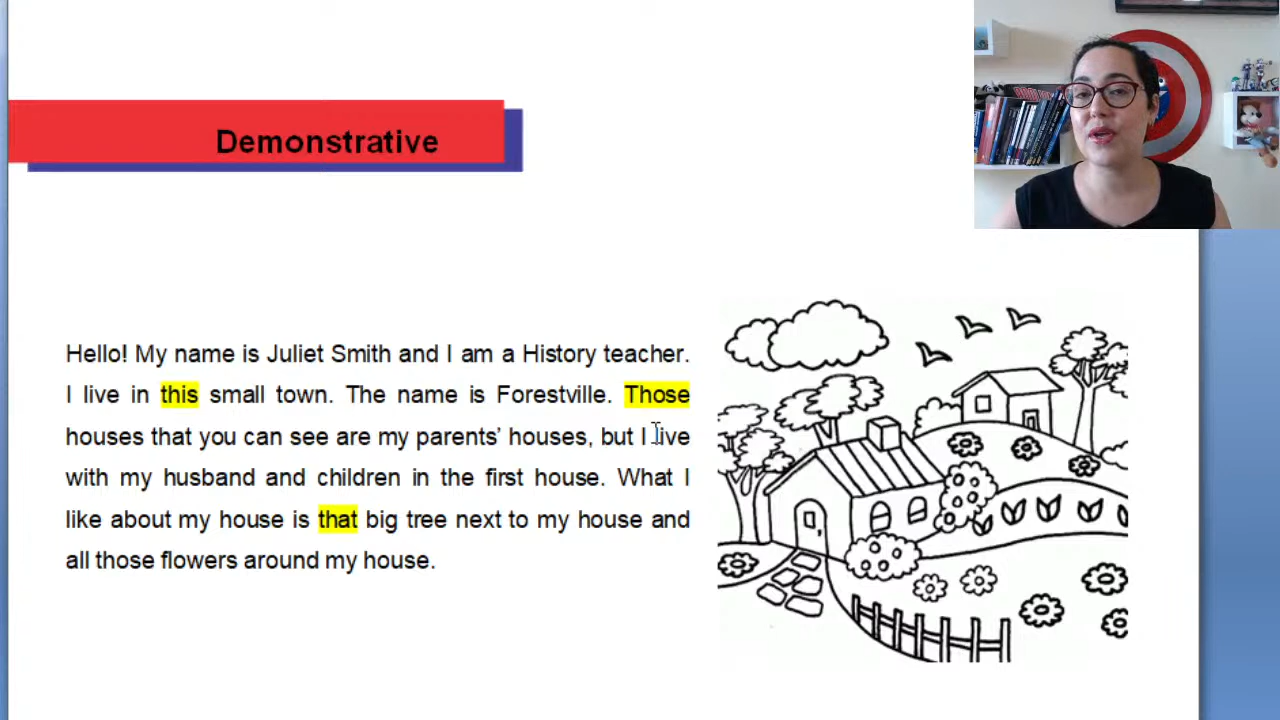 Demonstrative
Hello! My name is Juliet Smith and I am a History teacher.
I live in this small town. The name is Forestville. Those
houses that you can see are my parents’ houses, but I live
with my husband and children in the first house. What I
like about my house is that big tree next to my house and
all those flowers around my house.